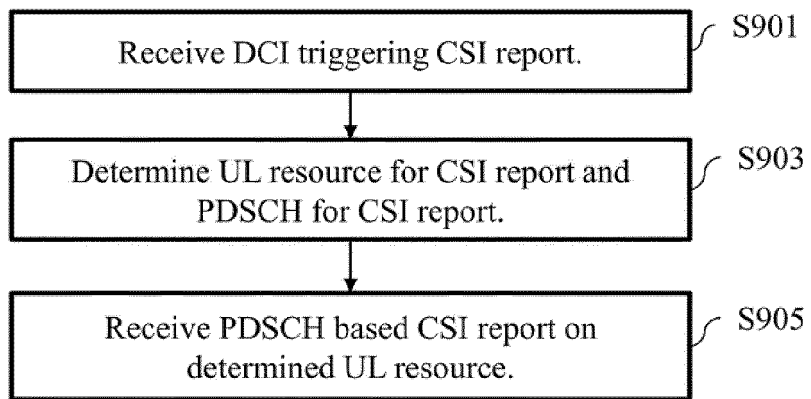 Receive DCI triggering CSI report.
S901
Determine UL resource for CSI report and
PDSCH for CSI report.
S903
Receive PDSCH based CSI report on
determined UL resource.
S905